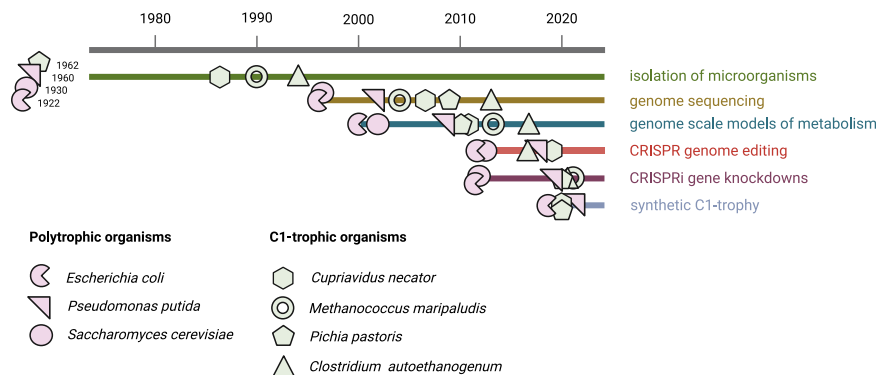 1980 1990 2000 2010 2020
1962
1960
1930
1922
isolation of microorganisms
genome sequencing
genome scale models of metabolism
CRISPR genome editing
CRISPRi gene knockdowns
synthetic C1-trophy
Polytrophic organisms
Escherichia coli
Pseudomonas putida
Saccharomyces cerevisiae
C1-trophic organisms
Cupriavidus necator
Methanococcus maripaludis
Pichia pastoris
Clostridium autoethanogenum